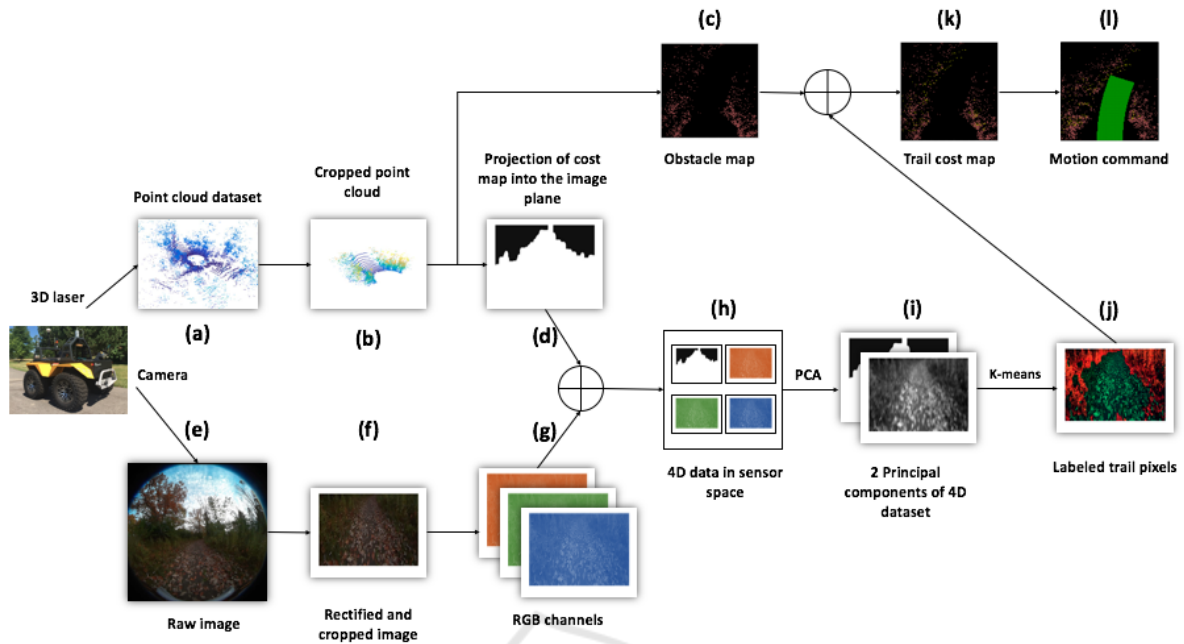 (c)
(k)
(l)
Obstacle map
Trail cost map
Motion command
Projection of cost
map into the image
plane
Cropped point
cloud
Point cloud dataset
3D laser
(a)
(b)
(d)
(h)
(i)
(j)
Camera
PCA
K-means
(e)
(f)
(g)
4D data in sensor
space
2 Principal
components of 4D
dataset
Labeled trail pixels
Raw image
Rectified and
cropped image
RGB channels